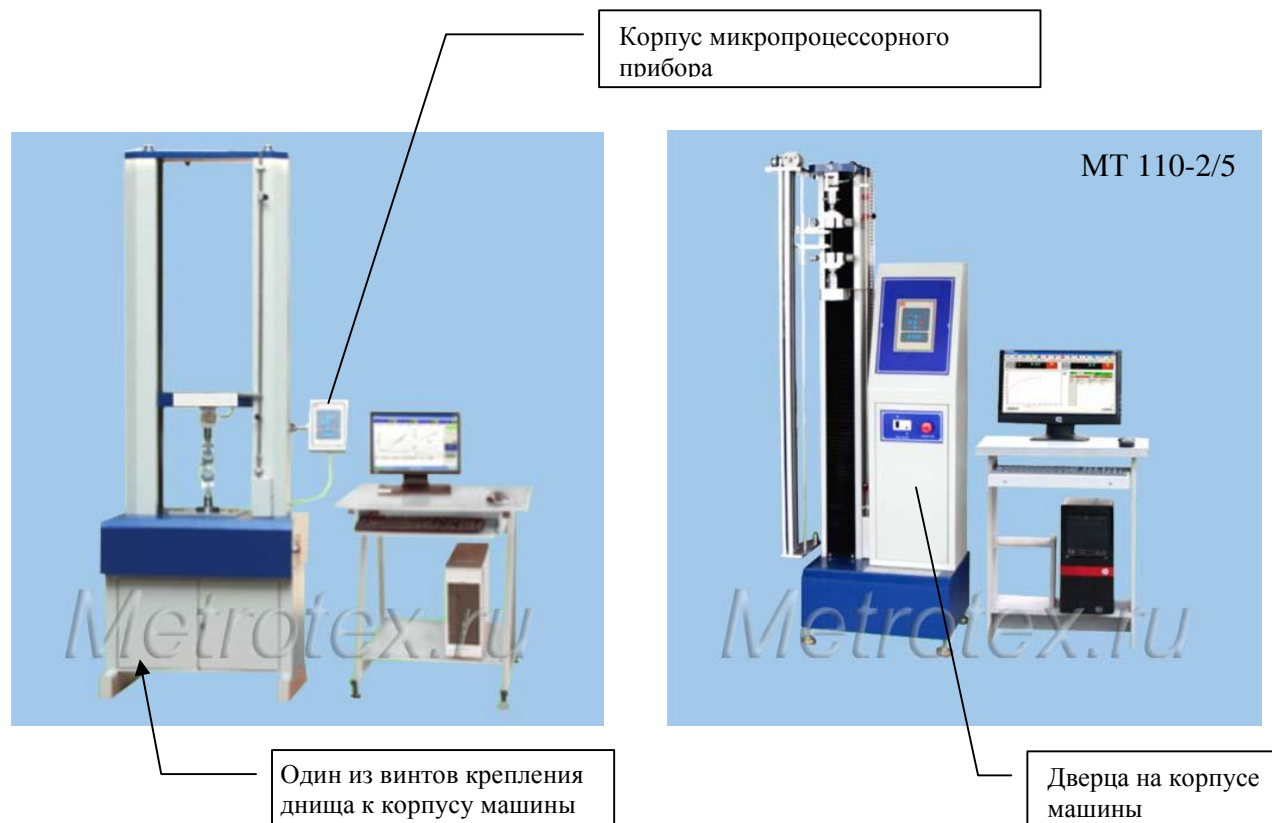 Корпус микропроцессорного
прибора
МТ 110-2/5
Metrotex.ru
Metrotex.ru
Один из винтов крепления
днища к корпусу машины
Дверца на корпусе
машины